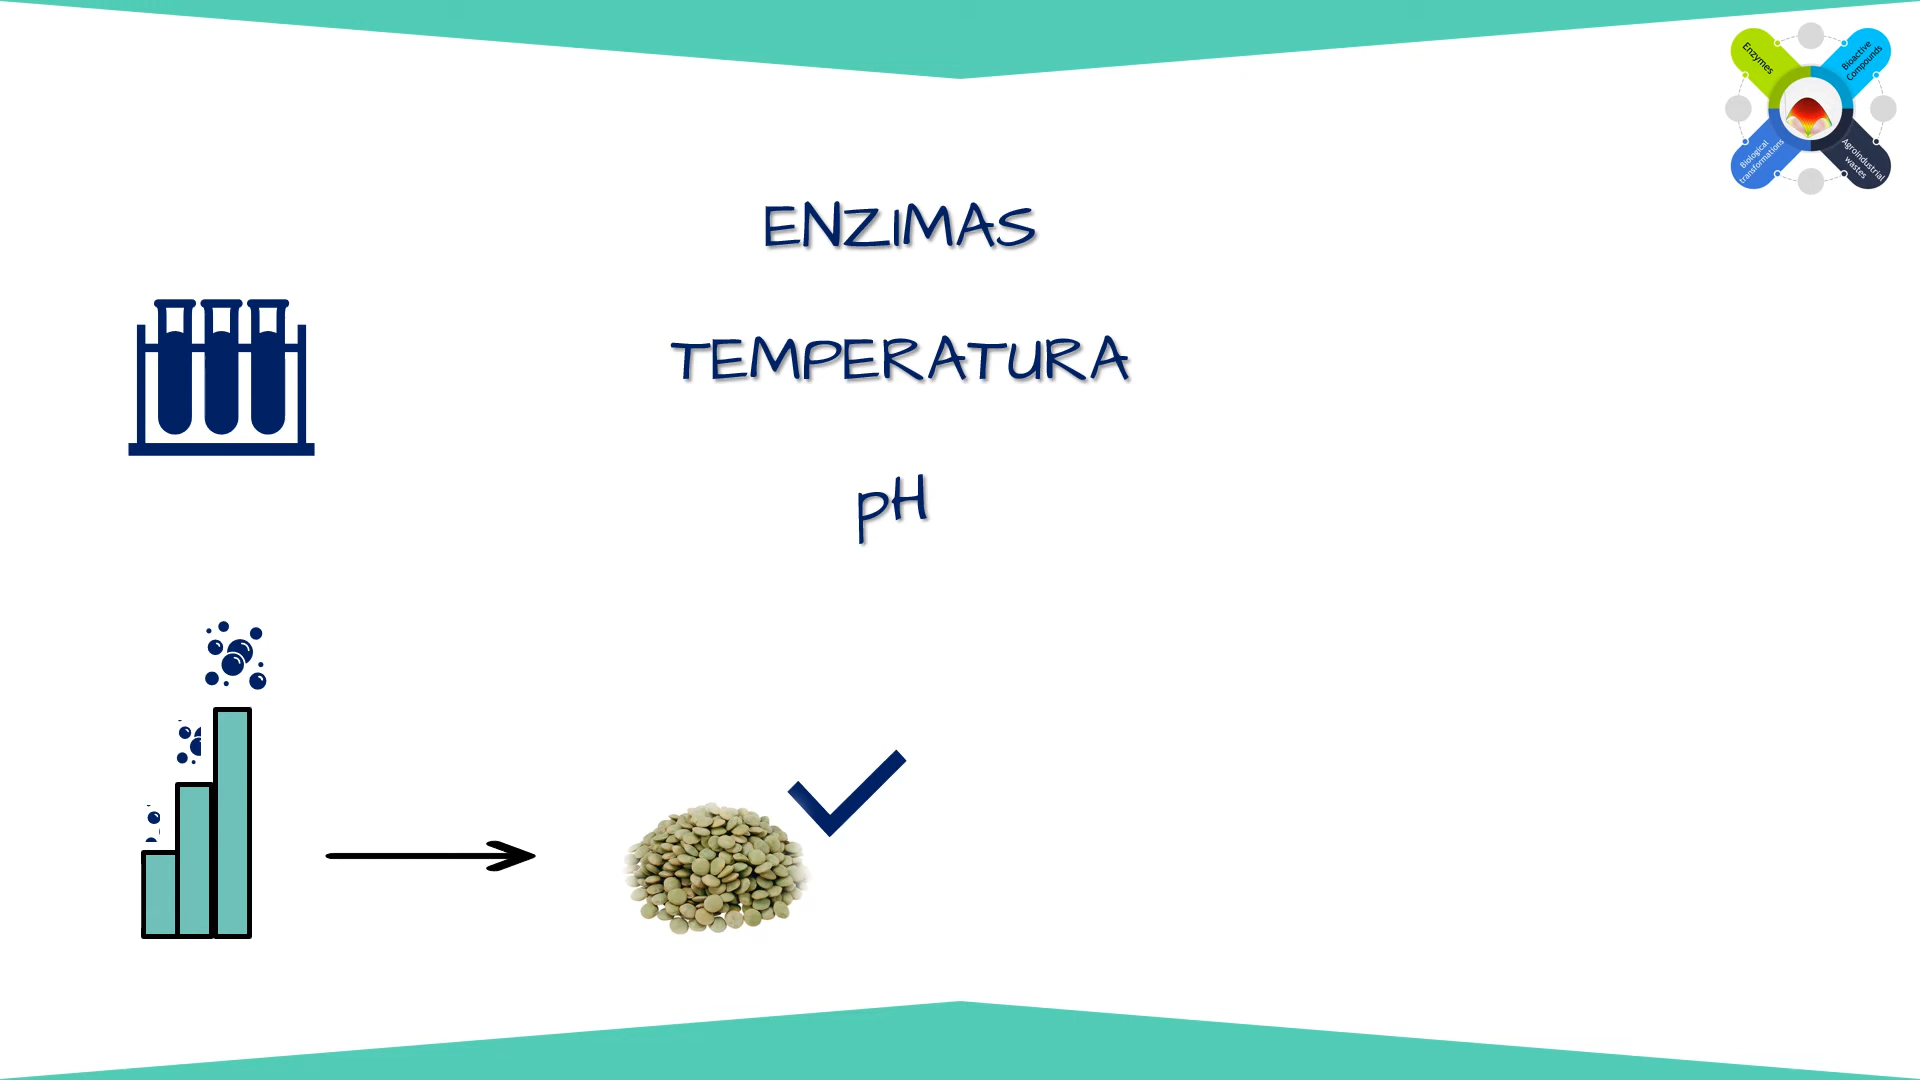 Enzymes
Bioactive
Compounds
Biological
transformations
Agroindustrial
wastes
ENZIMAS
TEMPERATURA
pH